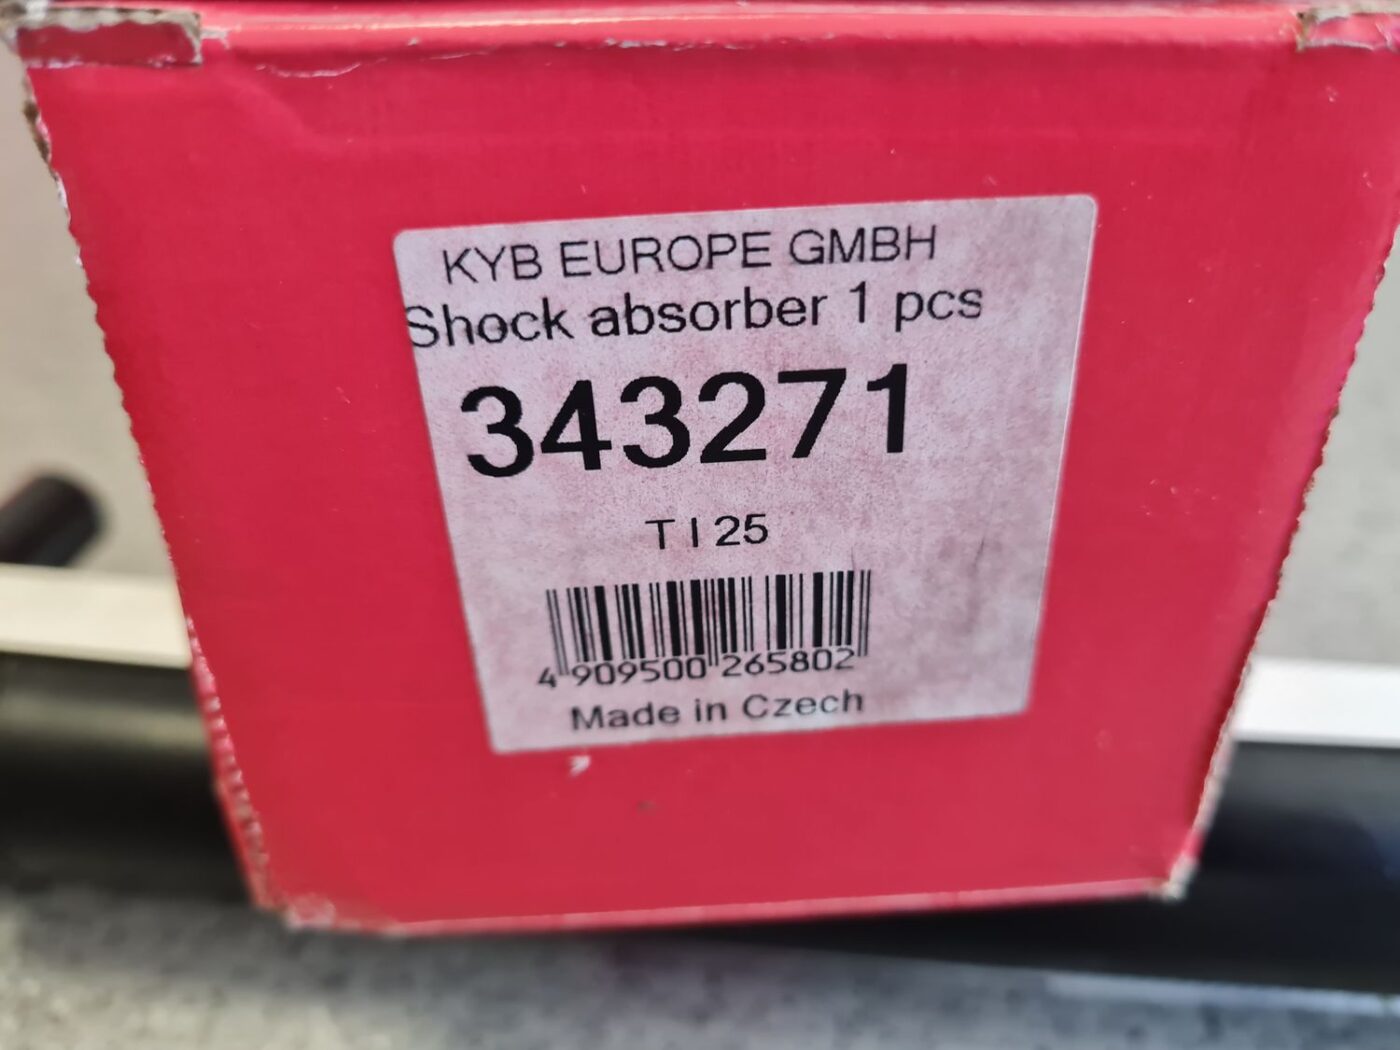 KYB EUROPE GMBH
Shock absorber 1 pcs
343271
T I 25
4 909500 265802
Made in Czech